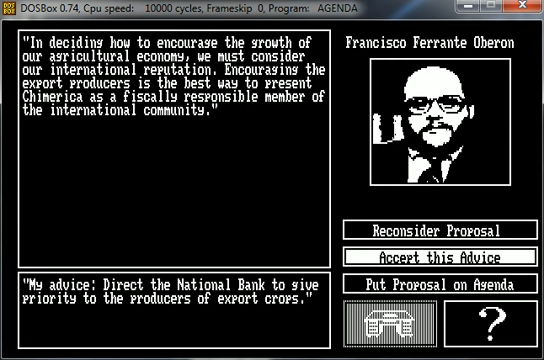 DOSBox 0.74, Cpu speed: 10000 cycles, Frameskip 0, Program: AGENDA
"In deciding how to encourage the growth of
our agricultural economy, we must consider
our international reputation. Encouraging the
export producers is the best way to present
Chimerica as a fiscally responsible member of
the international community."
"My advice: Direct the National Bank to give
priority to the producers of export crops."
Francisco Ferrante Oberon
Reconsider Proposal
Accept this Advice
Put Proposal on Agenda
?